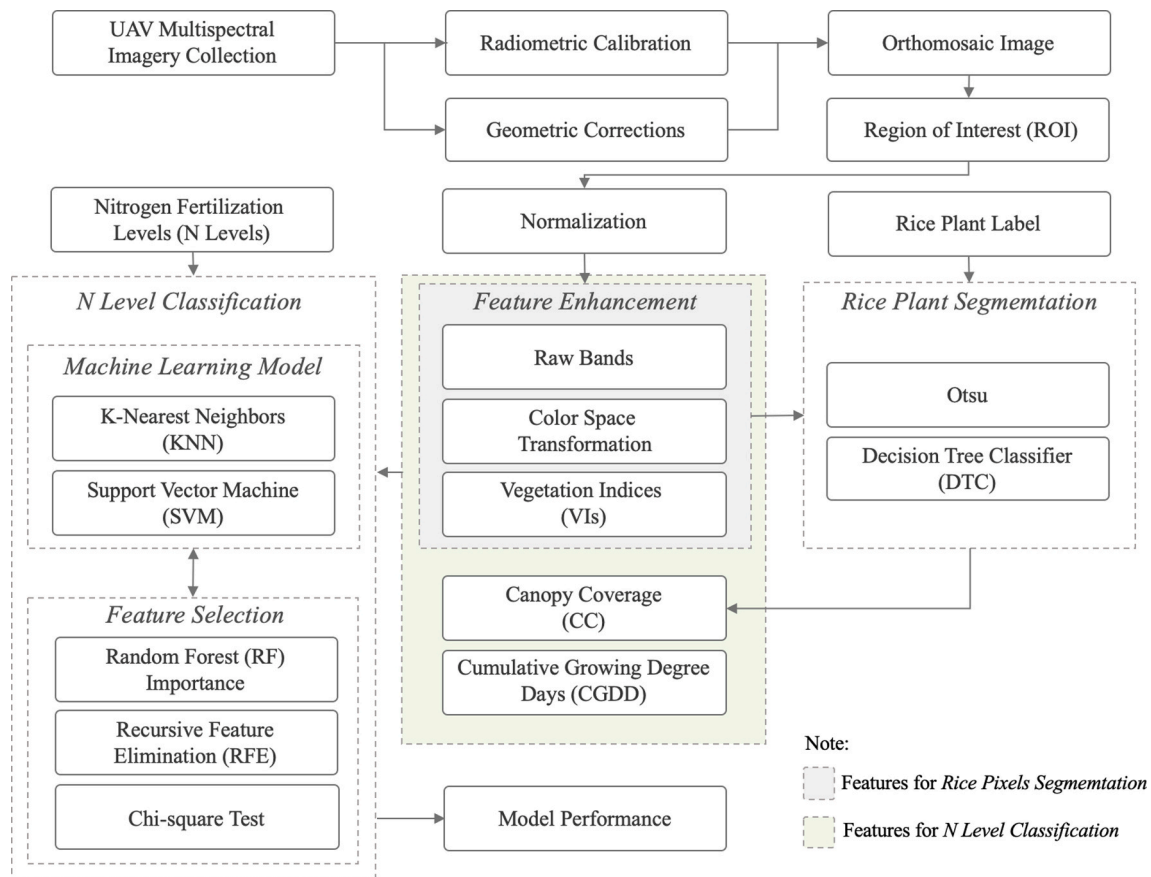 UAV Multispectral
Imagery Collection
Radiometric Calibration
Orthomosaic Image
Geometric Corrections
Region of Interest (ROI)
Nitrogen Fertilization
Levels (N Levels)
Normalization
Rice Plant Label
N Level Classification
Machine Learning Model
K-Nearest Neighbors
(KNN)
Support Vector Machine
(SVM)
Feature Selection
Random Forest (RF)
Importance
Recursive Feature
Elimination (RFE)
Chi-square Test
Feature Enhancement
Raw Bands
Color Space
Transformation
Vegetation Indices
(VIs)
Canopy Coverage
(CC)
Cumulative Growing Degree
Days (CGDD)
Model Performance
Rice Plant Segmemtation
Otsu
Decision Tree Classifier
(DTC)
Note:
Features for Rice Pixels Segmemtation
Features for N Level Classification